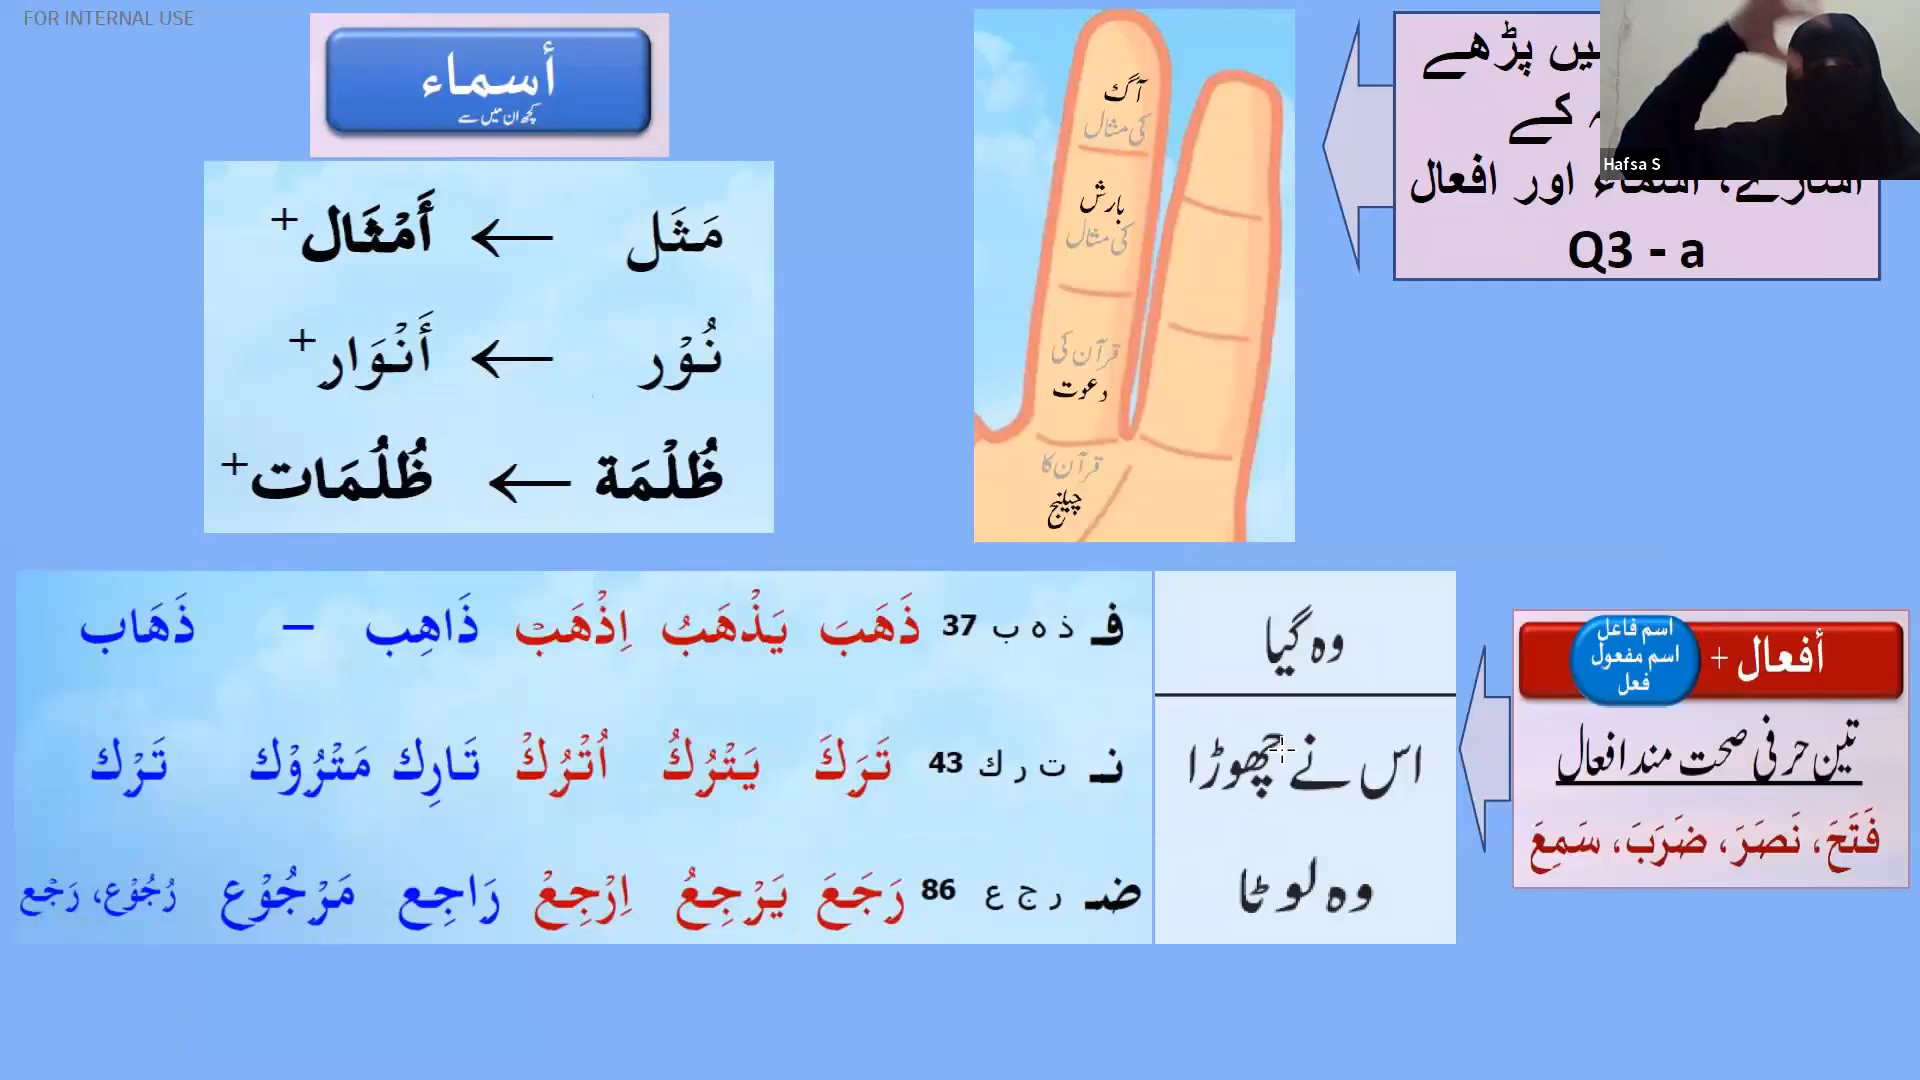 FOR INTERNAL USE
یں پڑھے
کے
اشارے، اسماء اور افعال
Q3 - a
Hafsa S
أسماء
کچھ ان میں سے
مَثَل ← أَمْثَال+
نُوْر ← أَنْوَار+
ظُلْمَة ← ظُلُمَات+
آگ
کی مثال
بارش
کی مثال
قرآن کی
دعوت
قرآن کا
چیلنج
أفعال +
اسم فاعل
اسم مفعول
فعل
تین حرفی صحت مند افعال
فَتَحَ، نَصَرَ، ضَرَبَ، سَمِعَ
وہ گیا
فـ ذ ه ب 37 ذَهَبَ يَذْهَبُ اِذْهَبْ ذَاهِب – ذَهَاب
اس نے چھوڑا
نـ ت ر ك 43 تَرَكَ يَتْرُكُ اُتْرُكْ تَارِك مَتْرُوْك تَرْك
وہ لوٹا
ضـ ر ج ع 86 رَجَعَ يَرْجِعُ اِرْجِعْ رَاجِع مَرْجُوْع رُجُوْع، رَجْع